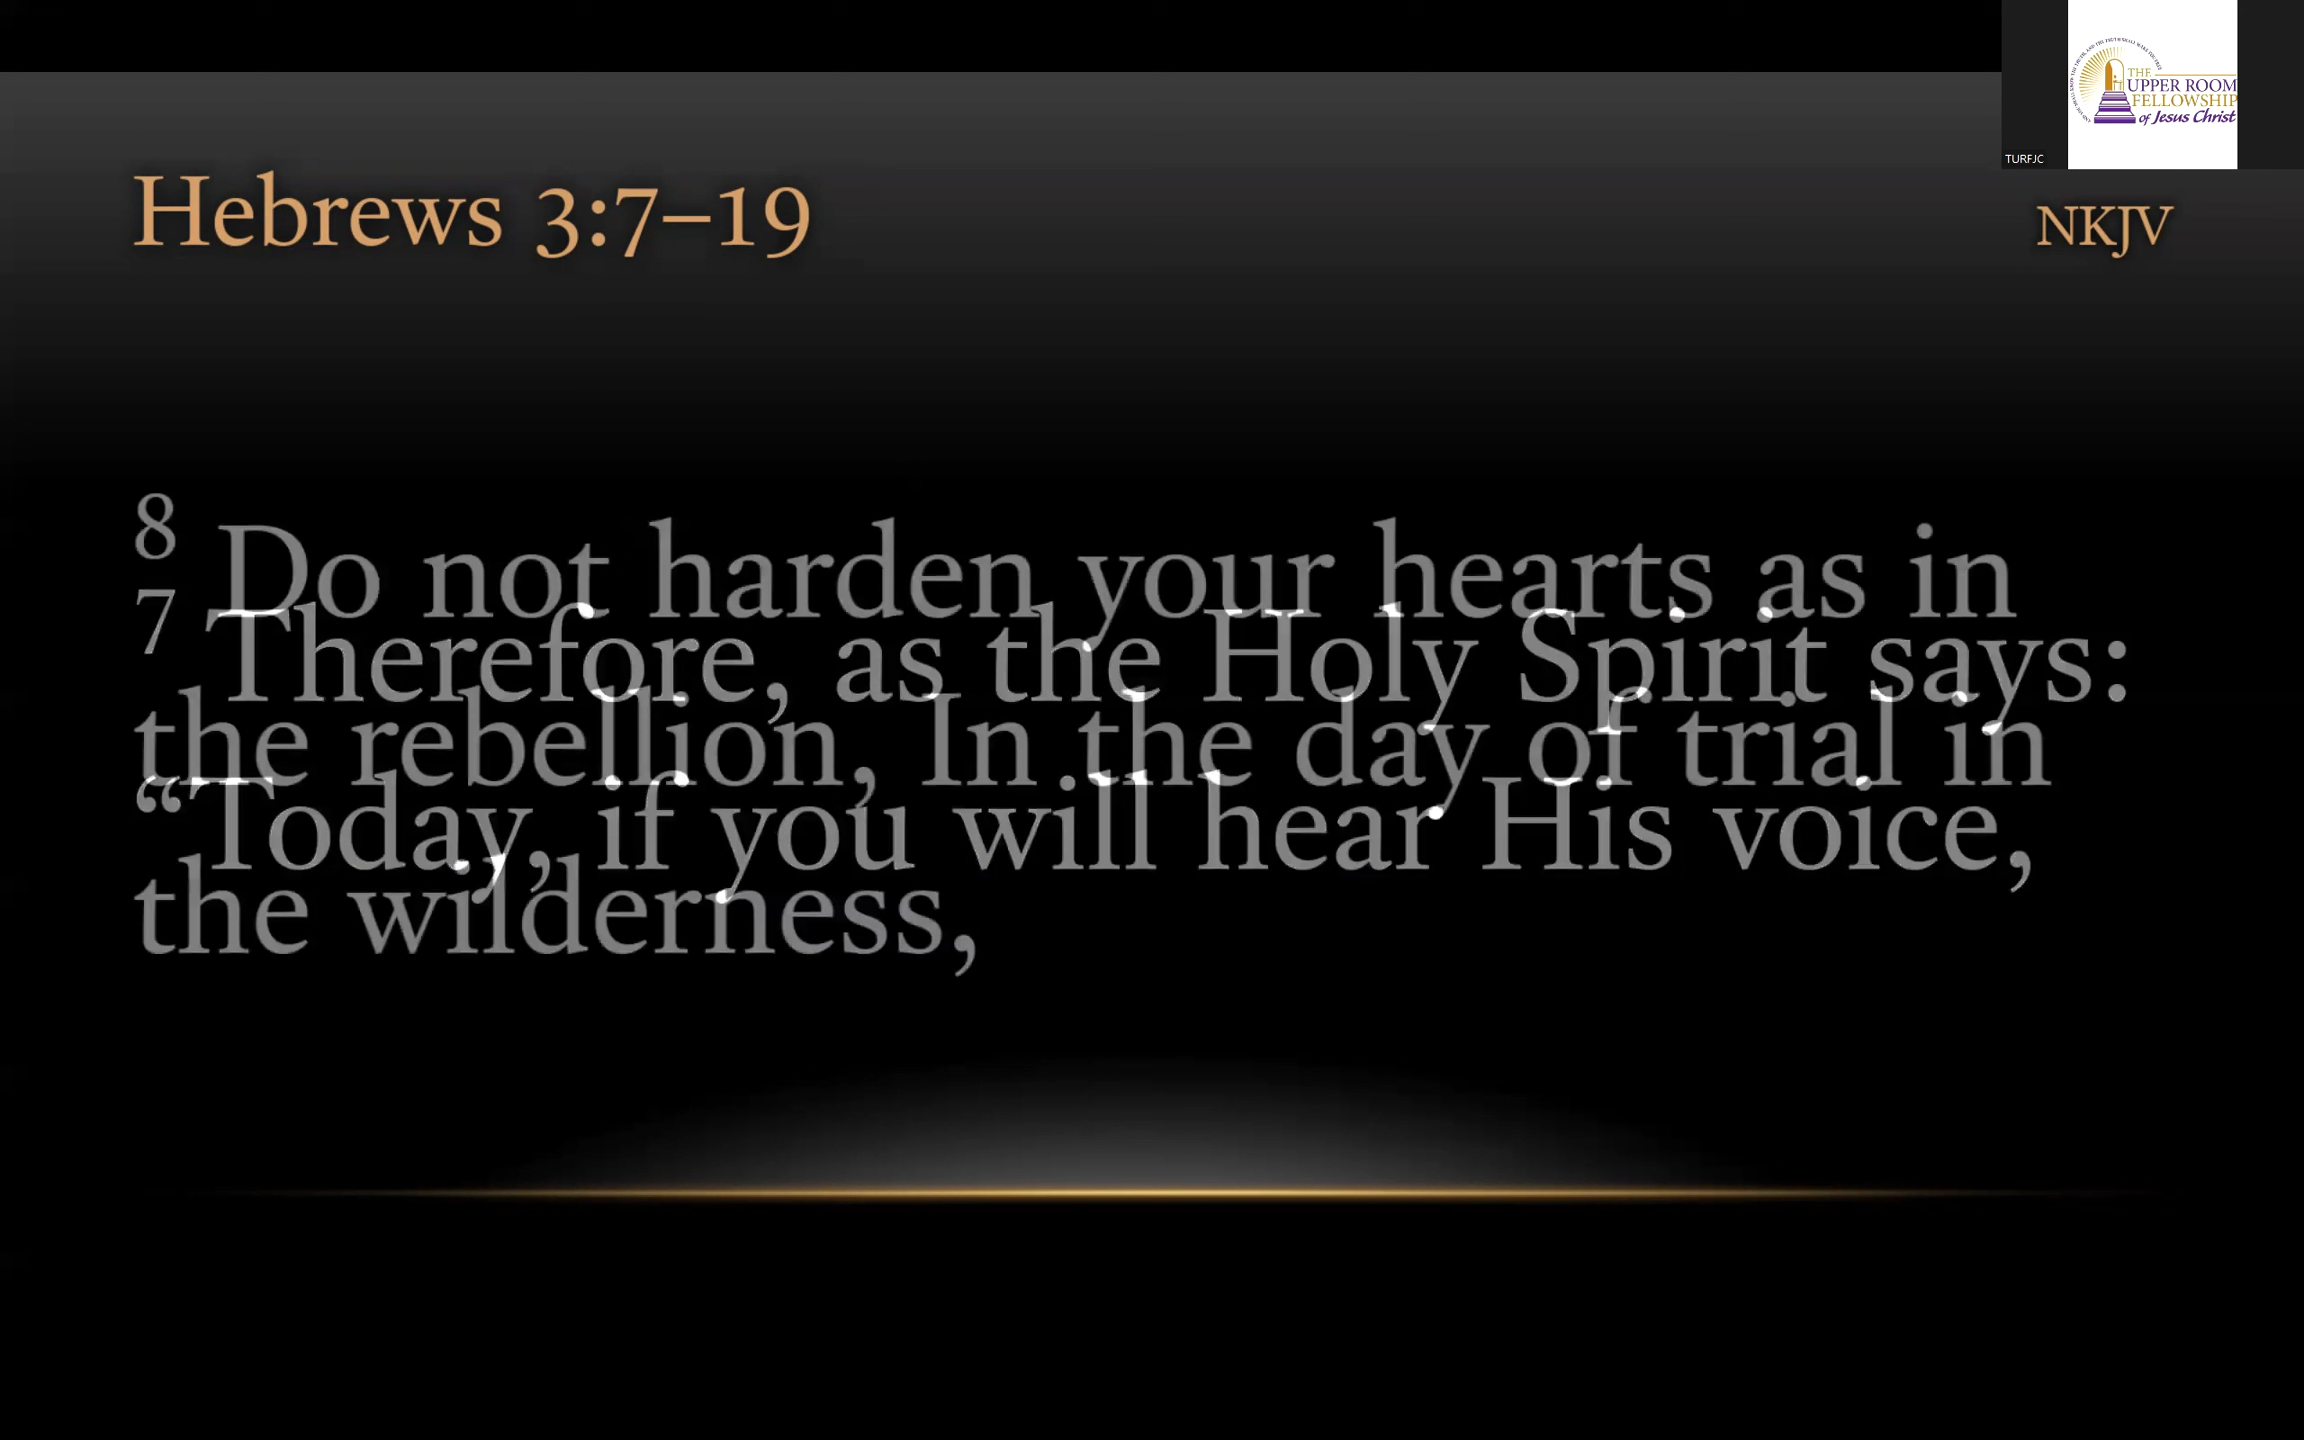 THE
UPPER ROOM
FELLOWSHIP
of Jesus Christ
TURFJC
Hebrews 3:7–19
NKJV
8 Do not harden your hearts as in
7 Therefore, as the Holy Spirit says:
the rebellion, In the day of trial in
“Today, if you will hear His voice,
the wilderness,